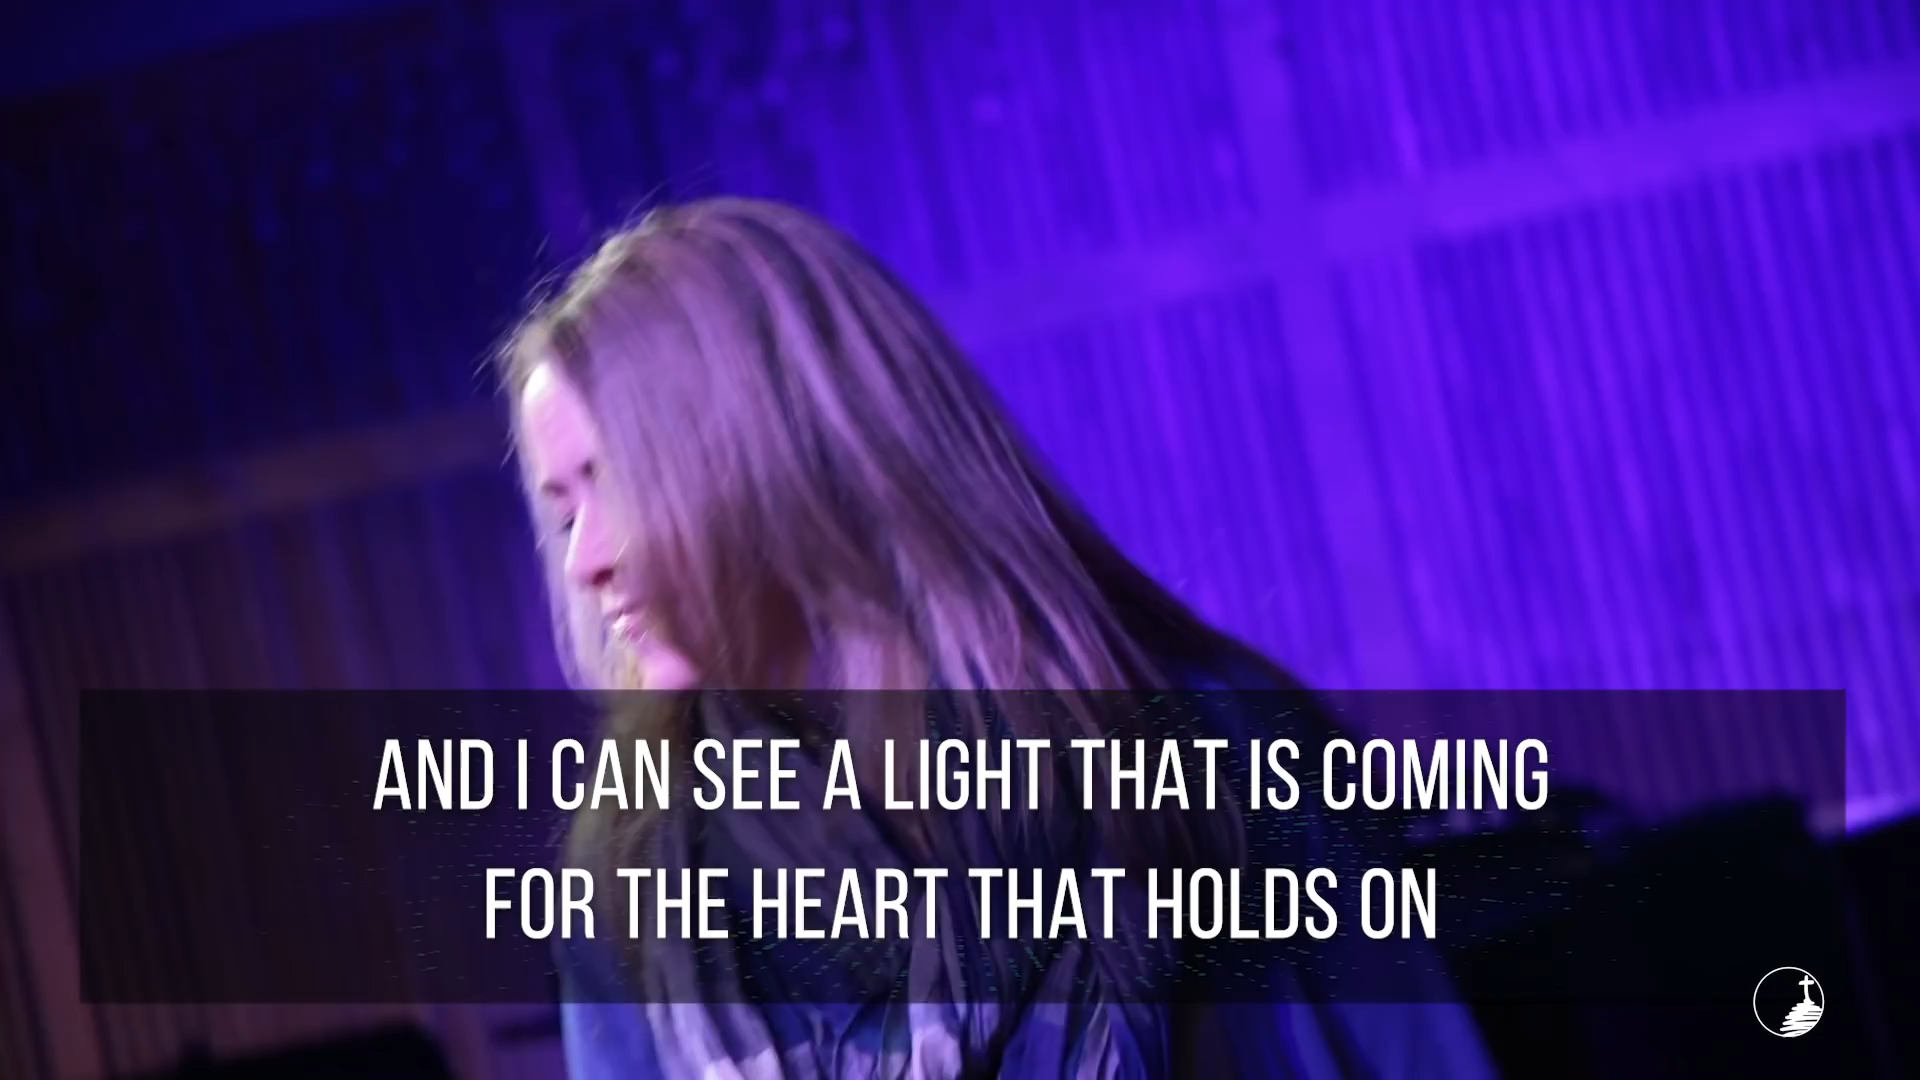 AND I CAN SEE A LIGHT THAT IS COMING
FOR THE HEART THAT HOLDS ON